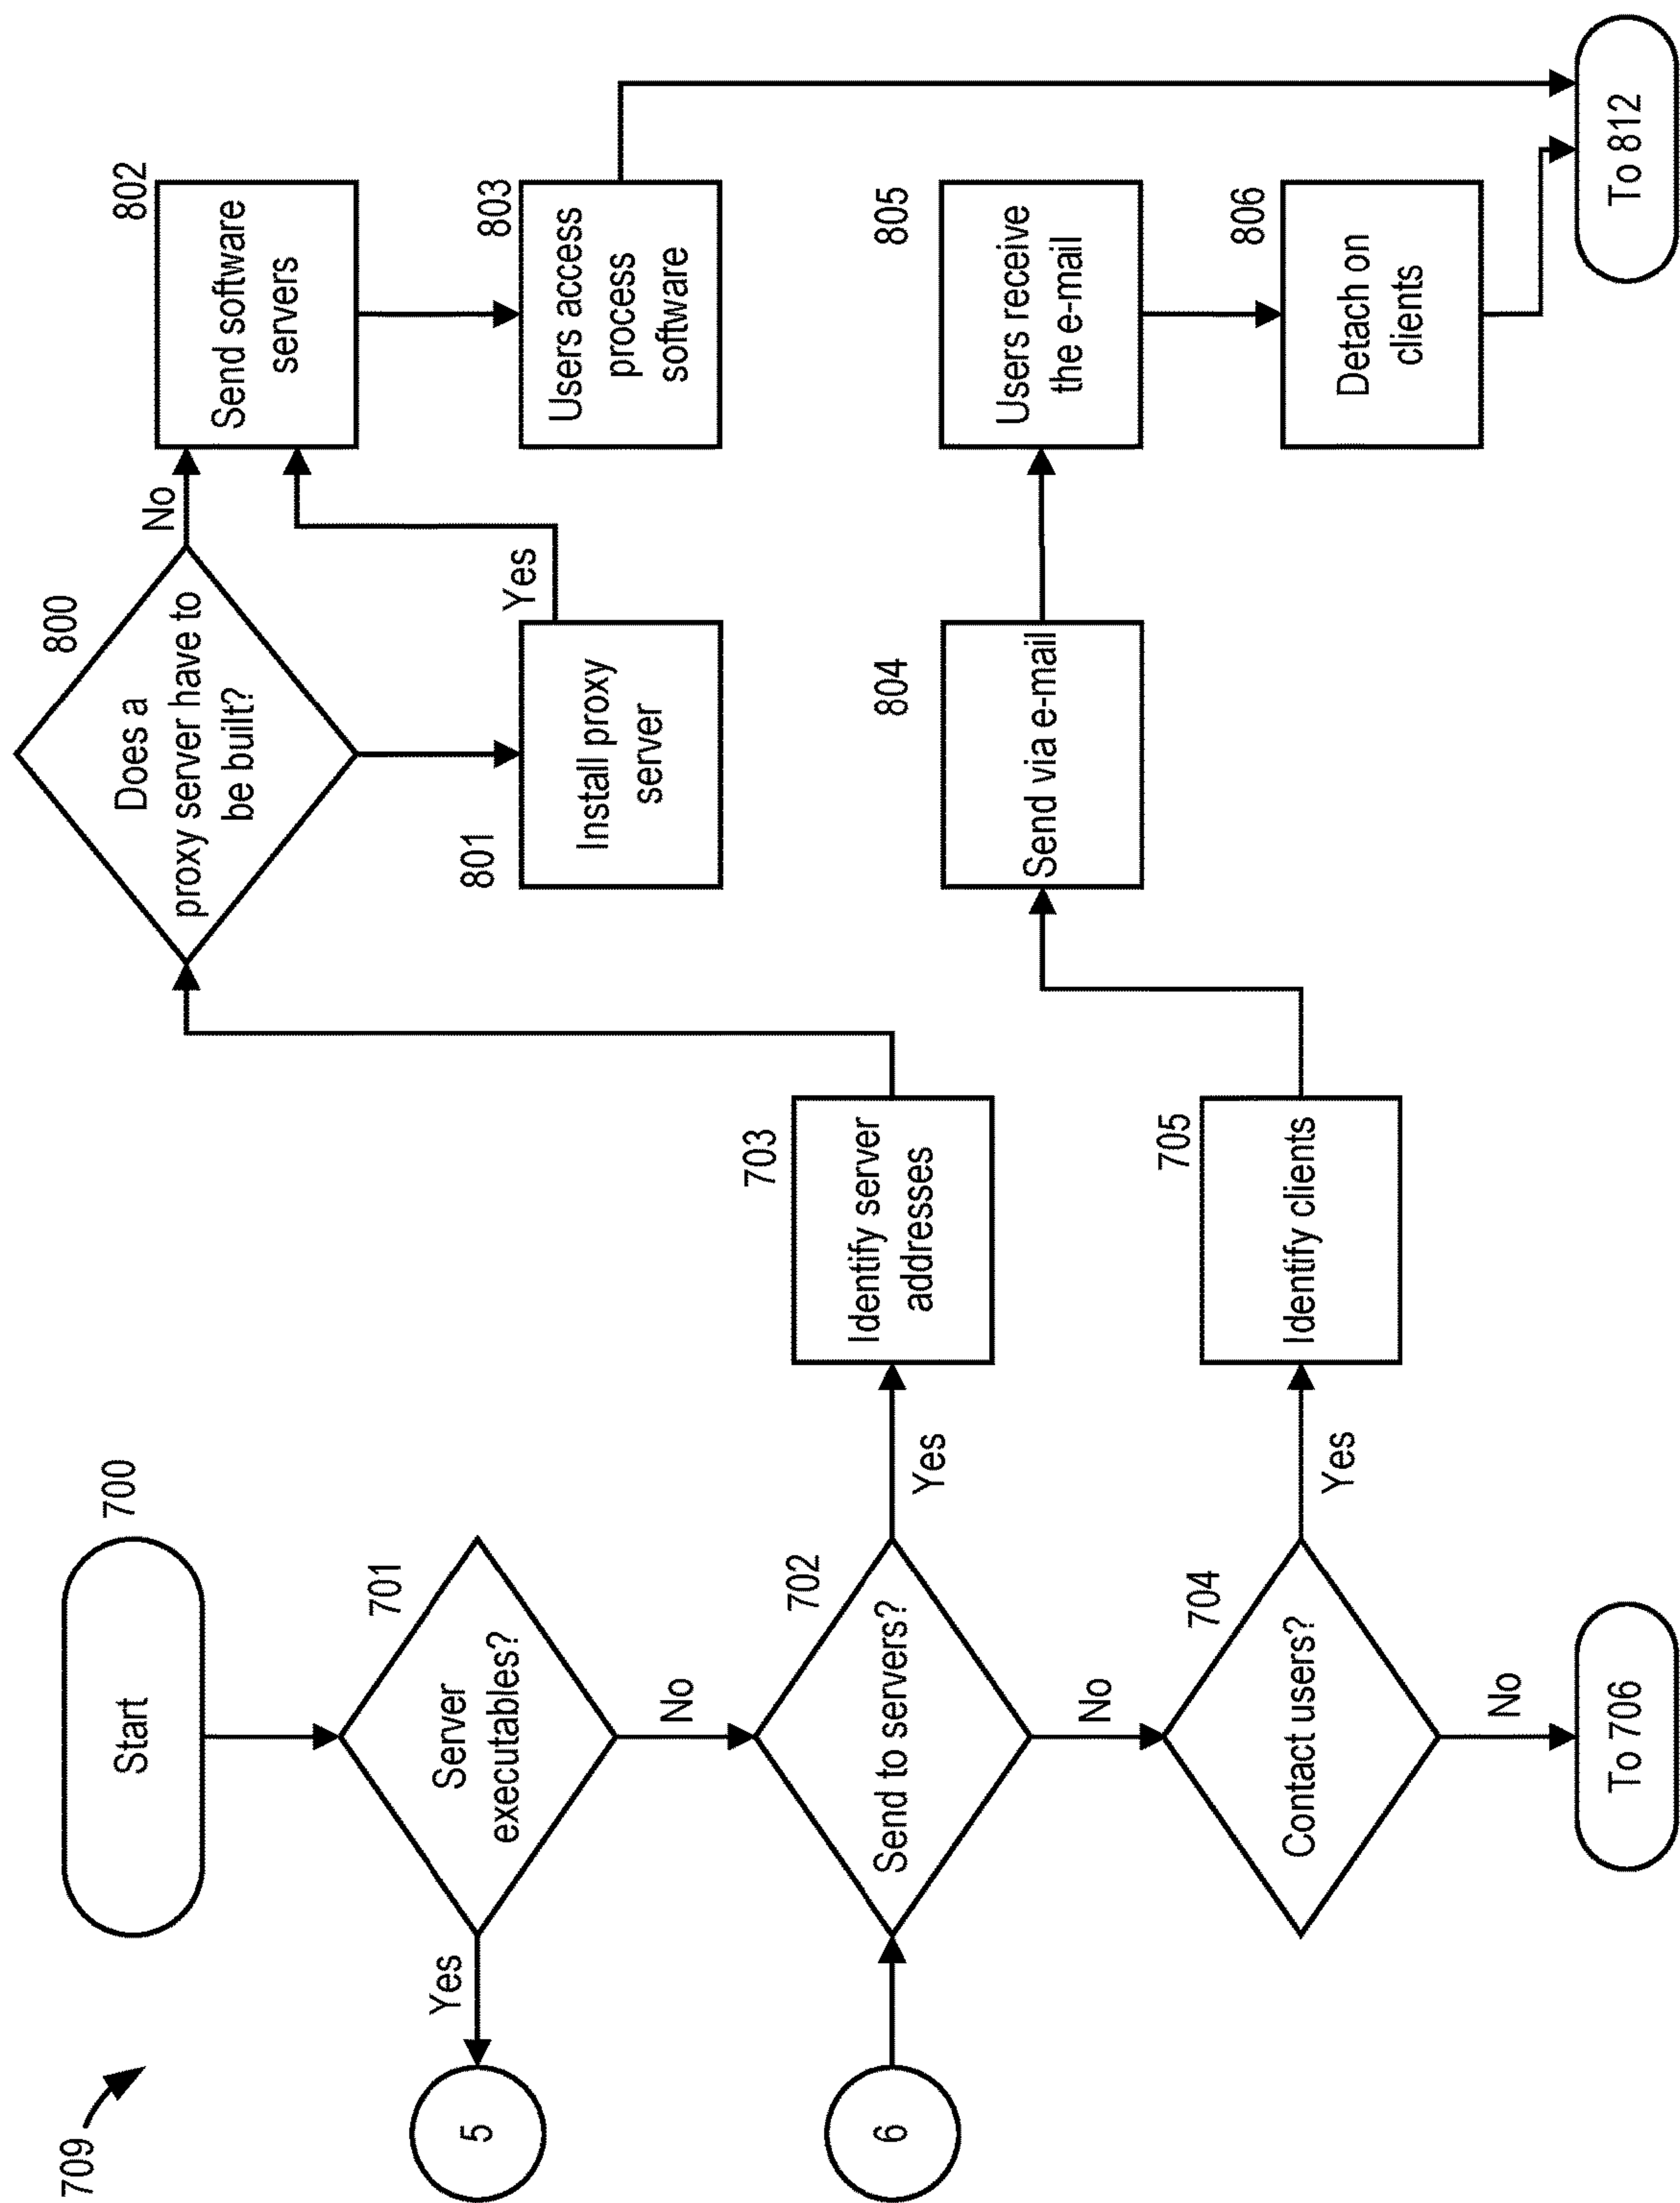 709
Start
700
5
Yes
Server
executables?
701
No
6
Send to servers?
702
Yes
Identify server
addresses
703
No
Contact users?
704
Yes
Identify clients
705
No
To 706
Does a
proxy server have to
be built?
800
No
Install proxy
server
801
Yes
Send software
servers
802
Users access
process
software
803
Send via e-mail
804
Users receive
the e-mail
805
Detach on
clients
806
To 812